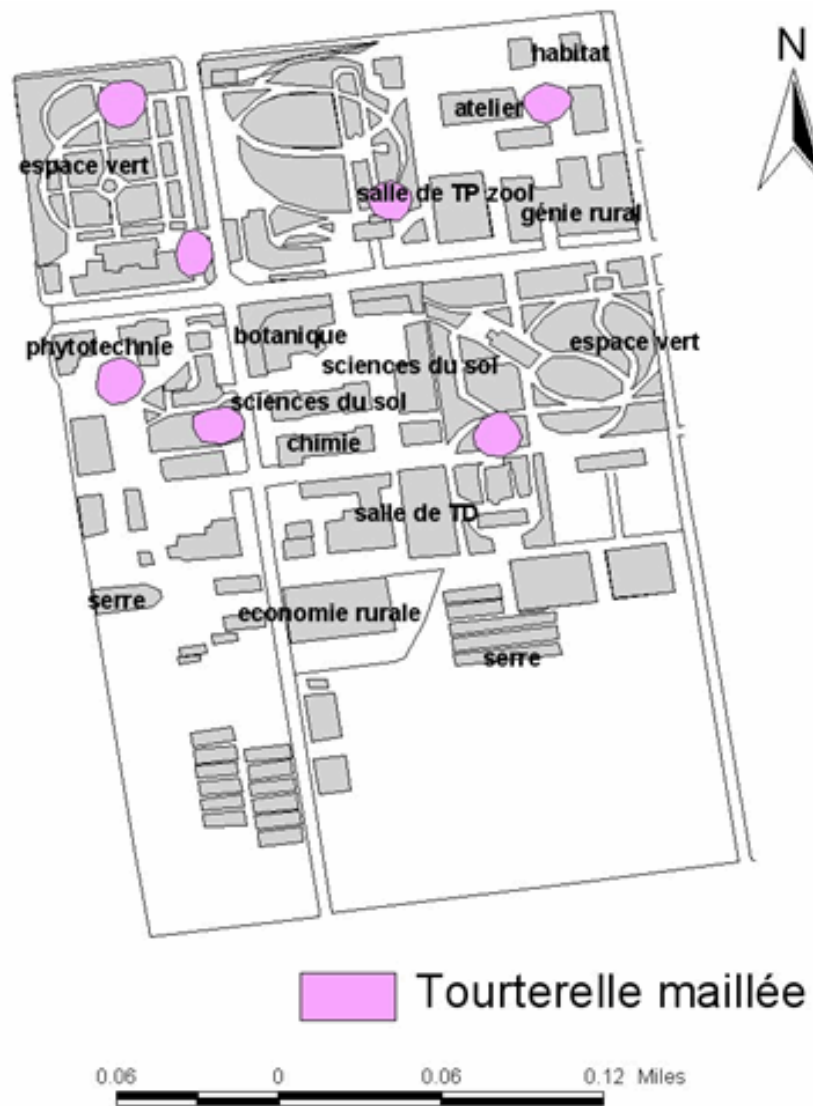 N
habitat
atelier
espace vert
salle de TP zool
génie rural
phytotechnie
botanique
espace vert
sciences du sol
sciences du sol
chimie
salle de TD
serre
economie rurale
serre
Tourterelle maillée
0.06 0 0.06 0.12 Miles